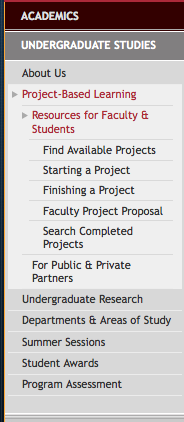 ACADEMICS
UNDERGRADUATE STUDIES
About Us
Project-Based Learning
Resources for Faculty &
Students
Find Available Projects
Starting a Project
Finishing a Project
Faculty Project Proposal
Search Completed
Projects
For Public & Private
Partners
Undergraduate Research
Departments & Areas of Study
Summer Sessions
Student Awards
Program Assessment